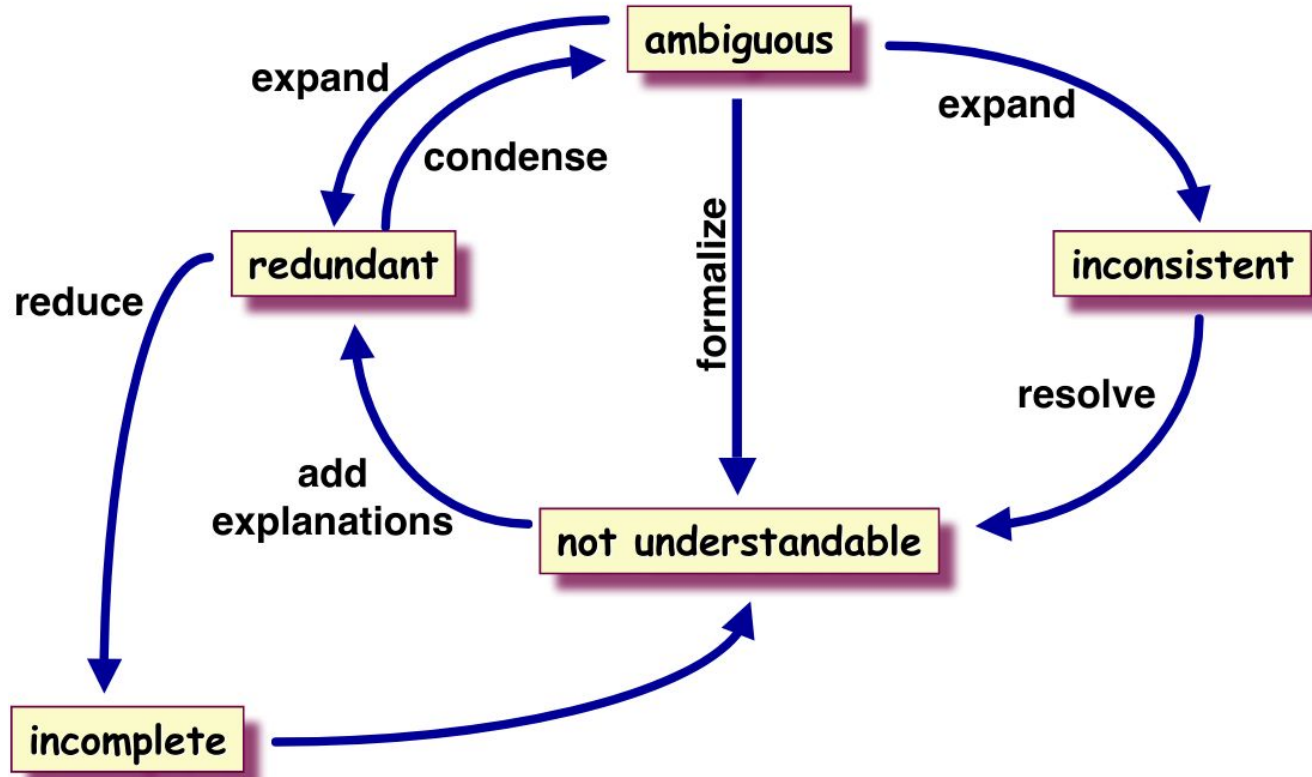 ambiguous
expand
expand
condense
formalize
redundant
inconsistent
reduce
resolve
add
explanations
not understandable
incomplete